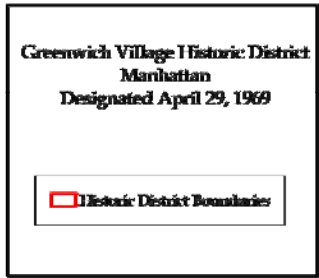 Greenwich Village Historic District
Manhattan
Designated April 29, 1969
Historic District Boundaries